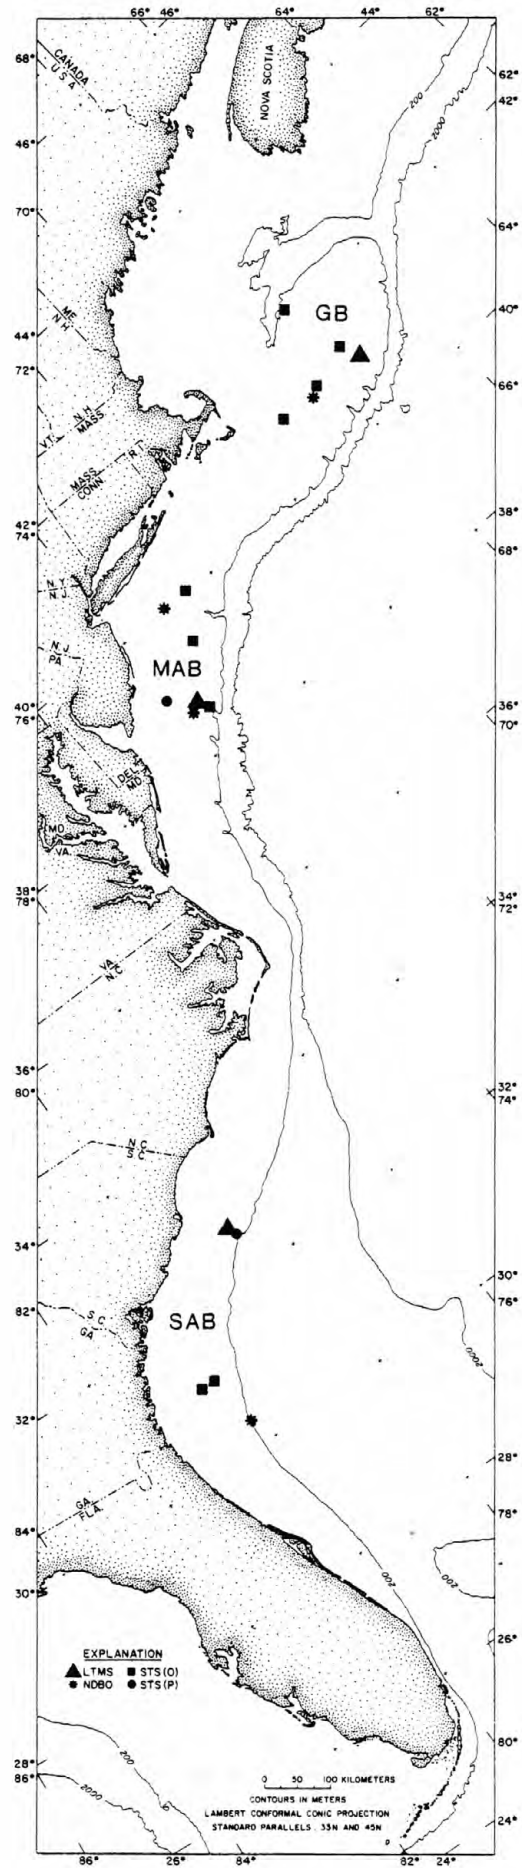 66° 46° 64° 44° 62°
68°
CANADA
U S A
NOVA SCOTIA
200
2000
62°
42°
46°
70°
64°
40°
ME
N H
GB
44°
72°
66°
N H
MASS
VT.
MASS
CONN
R I
42°
74°
38°
68°
N Y
N J
N J
PA
MAB
40°
76°
36°
70°
DEL
MD
MD
VA
38°
78°
34°
72°
VA
N.C
36°
80°
32°
74°
N C
S C
34°
30°
76°
82°
S C
GA
SAB
2000
32°
28°
78°
GA
FLA
84°
200
200
30°
26°
EXPLANATION
LTMS STS(O)
NDBO STS(P)
80°
28°
86°
200
2000
0 50 100 KILOMETERS
CONTOURS IN METERS
LAMBERT CONFORMAL CONIC PROJECTION
STANDARD PARALLELS . 33N AND 45N
24°
86° 26° 84° 82° 24°